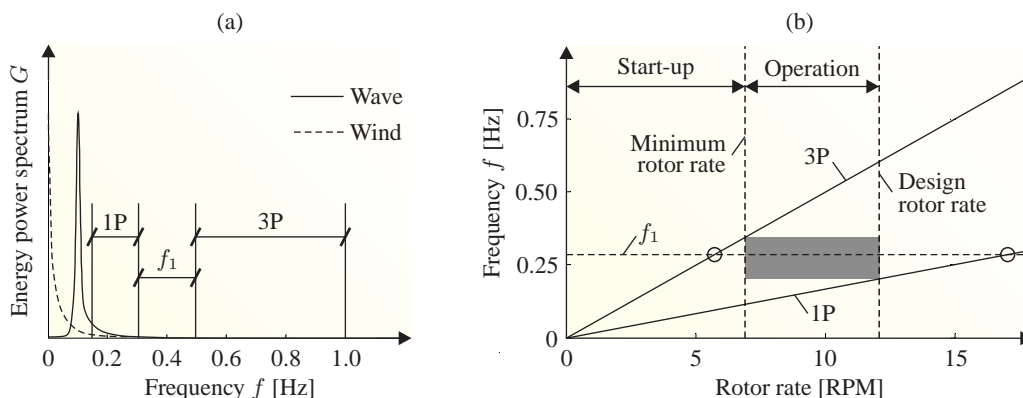 (a)
Energy power spectrum G
Wave
Wind
1P
3P
f₁
0
0.2
0.4
0.6
0.8
1.0
Frequency f [Hz]
(b)
Frequency f [Hz]
0.75
0.50
0.25
0
Start-up
Operation
Minimum
rotor rate
3P
Design
rotor rate
f₁
1P
0
5
10
15
Rotor rate [RPM]